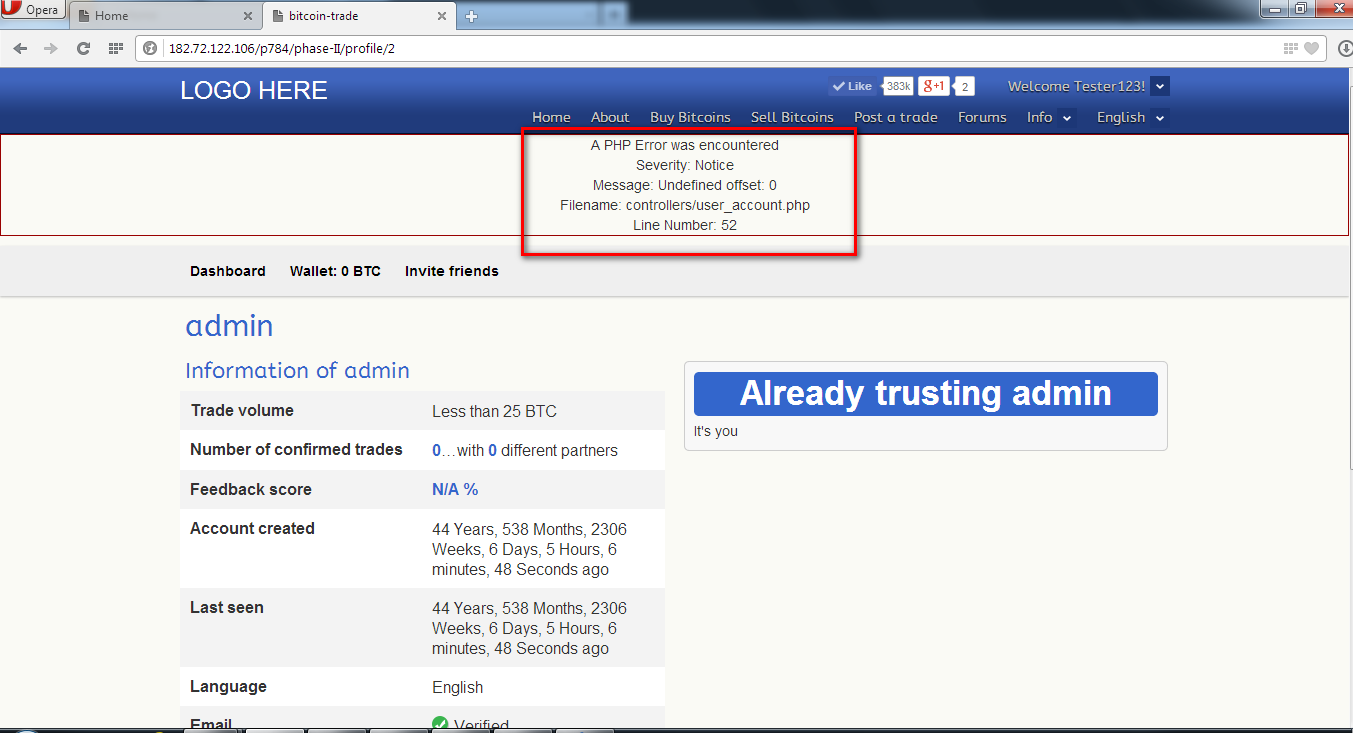 Opera
Home
bitcoin-trade
182.72.122.106/p784/phase-II/profile/2
LOGO HERE
Like 383k g+1 2
Welcome Tester123!
Home About Buy Bitcoins Sell Bitcoins Post a trade Forums Info English
A PHP Error was encountered
Severity: Notice
Message: Undefined offset: 0
Filename: controllers/user_account.php
Line Number: 52
Dashboard Wallet: 0 BTC Invite friends
admin
Information of admin
Trade volume Less than 25 BTC
Number of confirmed trades 0...with 0 different partners
Feedback score N/A %
Account created 44 Years, 538 Months, 2306
Weeks, 6 Days, 5 Hours, 6
minutes, 48 Seconds ago
Last seen 44 Years, 538 Months, 2306
Weeks, 6 Days, 5 Hours, 6
minutes, 48 Seconds ago
Language English
Email Verified
Already trusting admin
It's you